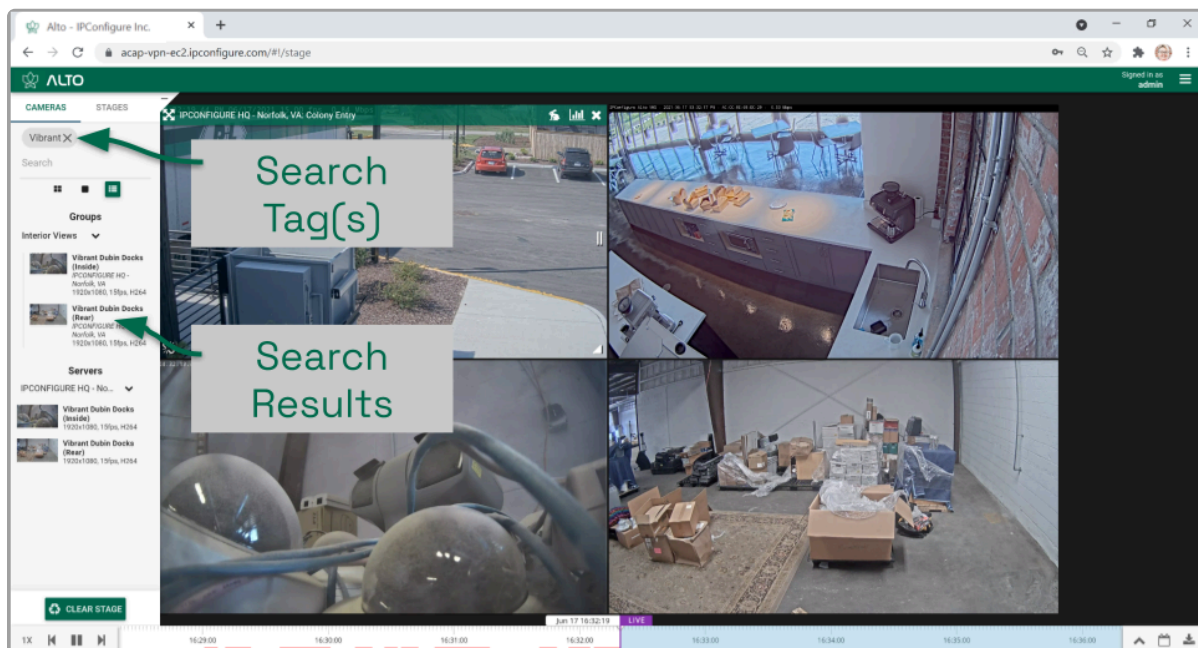 Alto - IPConfigure Inc.
acap-vpn-ec2.ipconfigure.com/#!/stage
ALTO
Signed in as
admin
CAMERAS STAGES
Vibrant
Search
Groups
Interior Views
Vibrant Dubin Docks
(Inside)
IPCONFIGURE HQ -
Norfolk, VA
1920x1080, 15fps, H264
Vibrant Dubin Docks
(Rear)
Norfolk, VA
1920x1080, 15fps, H264
Servers
IPCONFIGURE HQ - No...
Vibrant Dubin Docks
(Inside)
1920x1080, 15fps, H264
Vibrant Dubin Docks
(Rear)
1920x1080, 15fps, H264
CLEAR STAGE
IPCONFIGURE HQ - Norfolk, VA: Colony Entry
Search
Tag(s)
Search
Results
Jun 17 16:32:19 LIVE
1X 16:29:00 16:30:00 16:31:00 16:32:00 16:33:00 16:34:00 16:35:00 16:36:00